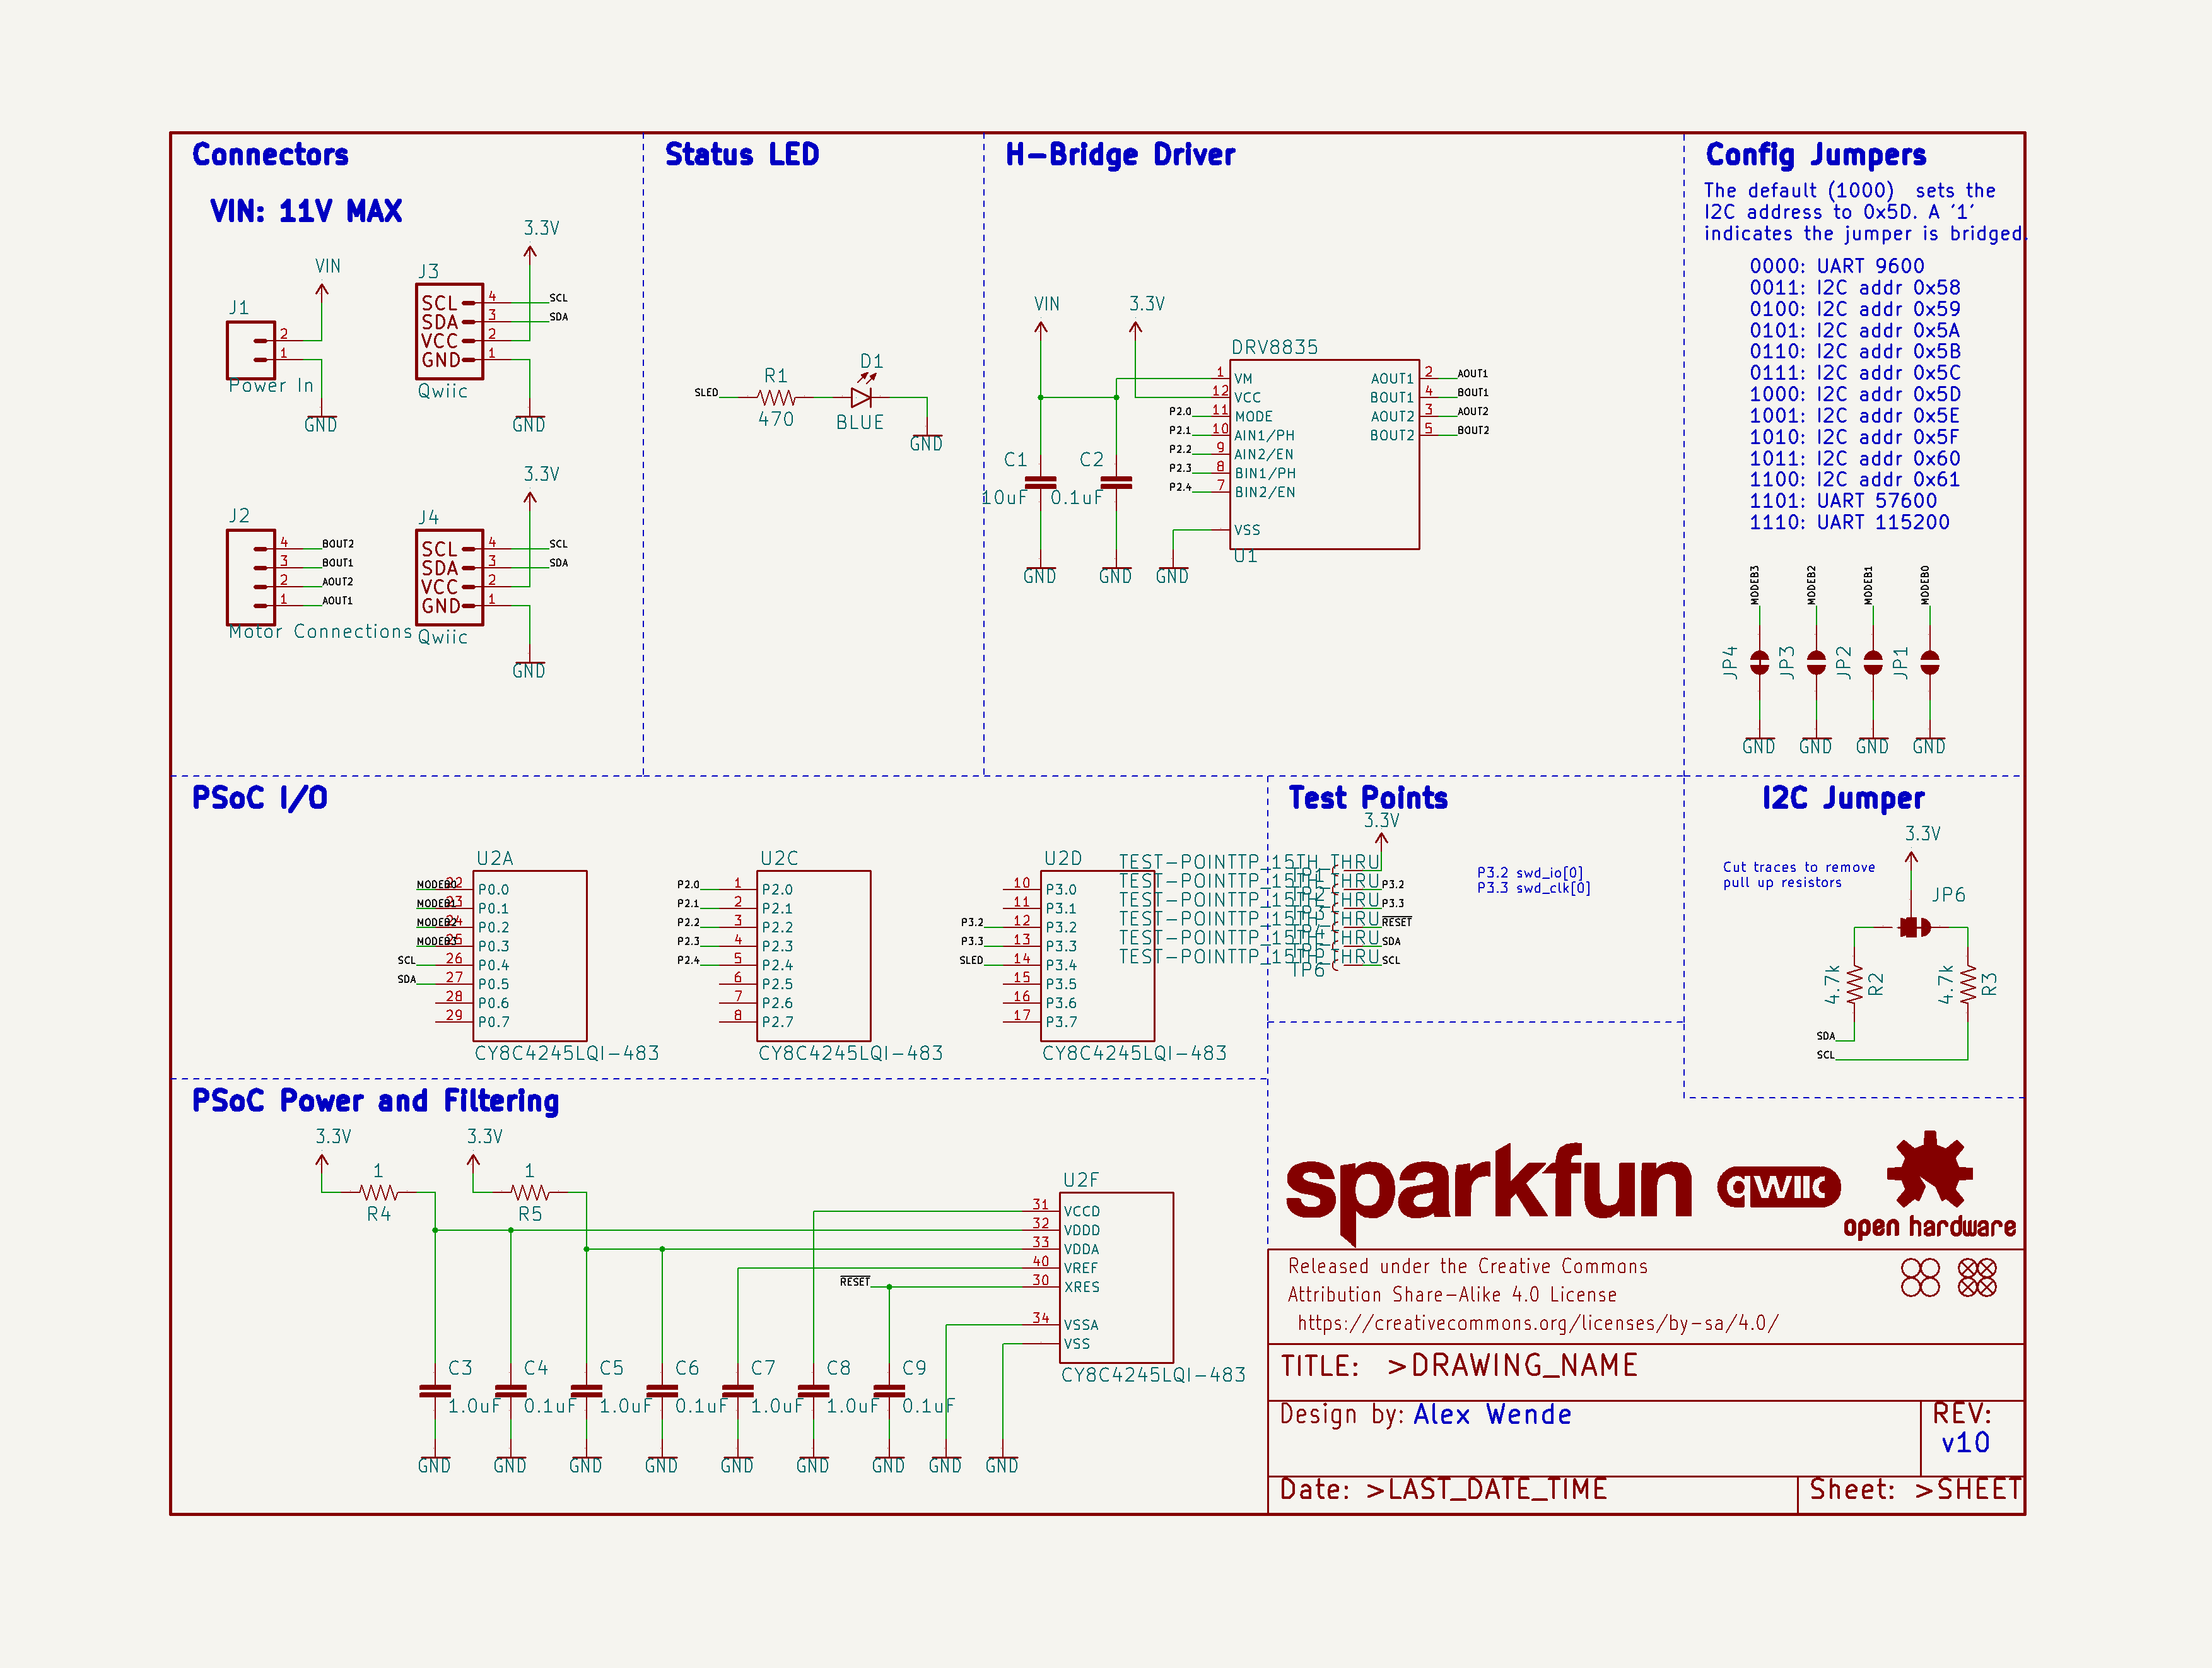 Connectors
VIN: 11V MAX
VIN
J1
2
1
Power In
GND
3.3V
J3
SCL 4 SCL
SDA 3 SDA
VCC 2
GND 1
Qwiic
GND
J2
4 BOUT2
3 BOUT1
2 AOUT2
1 AOUT1
Motor Connections
3.3V
J4
SCL 4 SCL
SDA 3 SDA
VCC 2
GND 1
Qwiic
GND
Status LED
SLED
R1
470
D1
BLUE
GND
H-Bridge Driver
VIN
3.3V
C1
10uF
C2
0.1uF
GND
GND
GND
DRV8835
1 VM
12 VCC
P2.0 11 MODE
P2.1 10 AIN1/PH
P2.2 9 AIN2/EN
P2.3 8 BIN1/PH
P2.4 7 BIN2/EN
VSS
AOUT1 2 AOUT1
BOUT1 4 BOUT1
AOUT2 3 AOUT2
BOUT2 5 BOUT2
U1
Config Jumpers
The default (1000)  sets the
I2C address to 0x5D. A '1'
indicates the jumper is bridged.
0000: UART 9600
0011: I2C addr 0x58
0100: I2C addr 0x59
0101: I2C addr 0x5A
0110: I2C addr 0x5B
0111: I2C addr 0x5C
1000: I2C addr 0x5D
1001: I2C addr 0x5E
1010: I2C addr 0x5F
1011: I2C addr 0x60
1100: I2C addr 0x61
1101: UART 57600
1110: UART 115200
MODEB3
MODEB2
MODEB1
MODEB0
JP4
JP3
JP2
JP1
GND
GND
GND
GND
PSoC I/O
U2A
MODEB0 22 P0.0
MODEB1 23 P0.1
MODEB2 24 P0.2
MODEB3 25 P0.3
SCL 26 P0.4
SDA 27 P0.5
28 P0.6
29 P0.7
CY8C4245LQI-483
U2C
P2.0 1 P2.0
P2.1 2 P2.1
P2.2 3 P2.2
P2.3 4 P2.3
P2.4 5 P2.4
6 P2.5
7 P2.6
8 P2.7
CY8C4245LQI-483
U2D
10 P3.0
11 P3.1
P3.2 12 P3.2
P3.3 13 P3.3
SLED 14 P3.4
15 P3.5
16 P3.6
17 P3.7
CY8C4245LQI-483
Test Points
3.3V
TEST-POINTTP_15TH_THRU
TP1
TEST-POINTTP_15TH_THRU P3.2
TP2
TEST-POINTTP_15TH_THRU P3.3
TP3
TEST-POINTTP_15TH_THRU RESET
TP4
TEST-POINTTP_15TH_THRU SDA
TP5
TEST-POINTTP_15TH_THRU SCL
TP6
P3.2 swd_io[0]
P3.3 swd_clk[0]
I2C Jumper
3.3V
Cut traces to remove
pull up resistors
JP6
4.7k
R2
4.7k
R3
SDA
SCL
PSoC Power and Filtering
3.3V
1
R4
3.3V
1
R5
U2F
31 VCCD
32 VDDD
33 VDDA
40 VREF
RESET 30 XRES
34 VSSA
VSS
CY8C4245LQI-483
C3
1.0uF
C4
0.1uF
C5
1.0uF
C6
0.1uF
C7
1.0uF
C8
1.0uF
C9
0.1uF
GND
GND
GND
GND
GND
GND
GND
GND
GND
sparkfun
qwiic
open hardware
Released under the Creative Commons
Attribution Share-Alike 4.0 License
https://creativecommons.org/licenses/by-sa/4.0/
TITLE: >DRAWING_NAME
Design by: Alex Wende
REV:
v10
Date: >LAST_DATE_TIME
Sheet: >SHEET